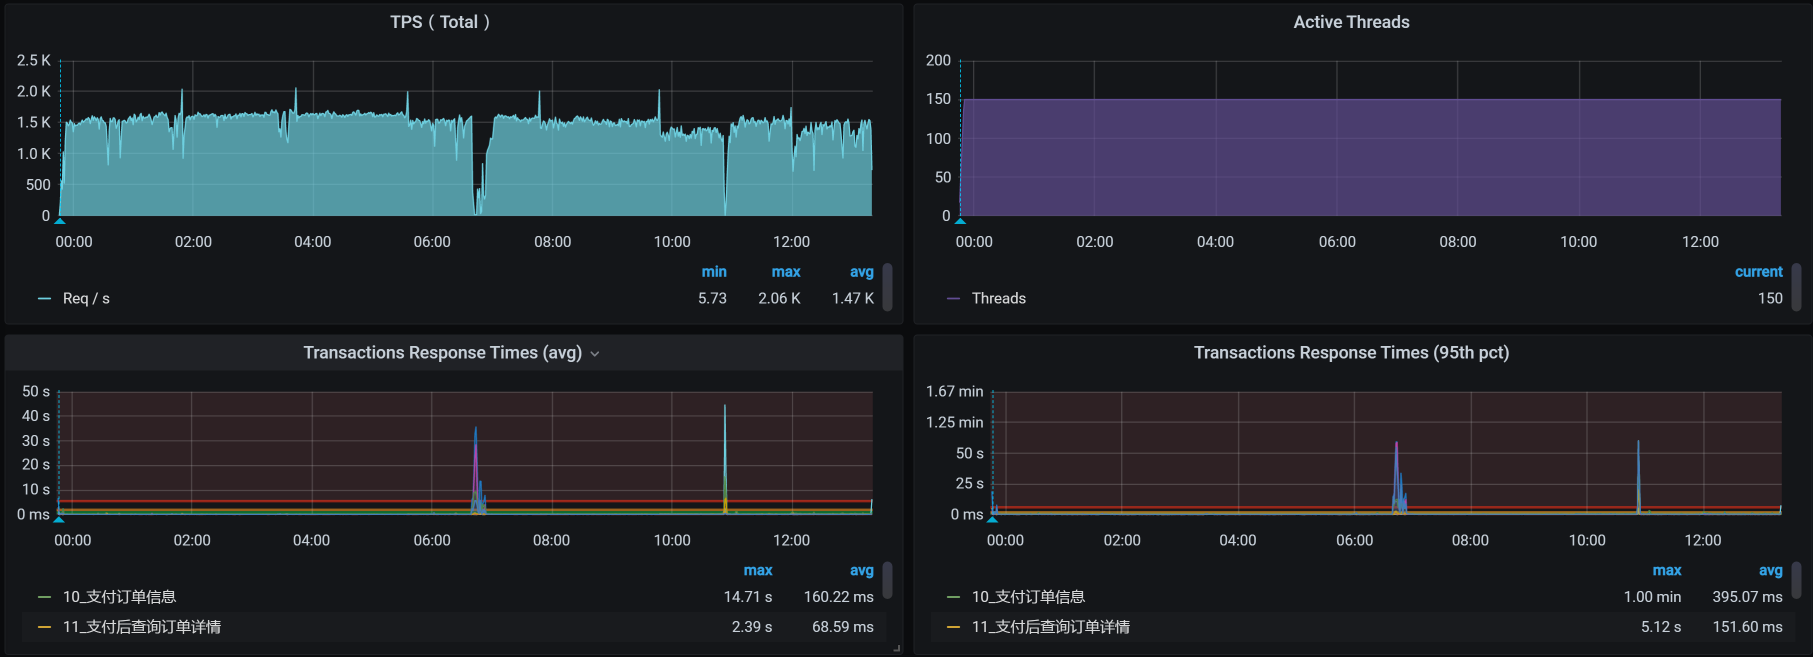 TPS ( Total )
2.5 K
2.0 K
1.5 K
1.0 K
500
0
00:00 02:00 04:00 06:00 08:00 10:00 12:00
min max avg
Req / s 5.73 2.06 K 1.47 K
Active Threads
200
150
100
50
0
00:00 02:00 04:00 06:00 08:00 10:00 12:00
current
Threads 150
Transactions Response Times (avg)
50 s
40 s
30 s
20 s
10 s
0 ms
00:00 02:00 04:00 06:00 08:00 10:00 12:00
max avg
10_支付订单信息 14.71 s 160.22 ms
11_支付后查询订单详情 2.39 s 68.59 ms
Transactions Response Times (95th pct)
1.67 min
1.25 min
50 s
25 s
0 ms
00:00 02:00 04:00 06:00 08:00 10:00 12:00
max avg
10_支付订单信息 1.00 min 395.07 ms
11_支付后查询订单详情 5.12 s 151.60 ms